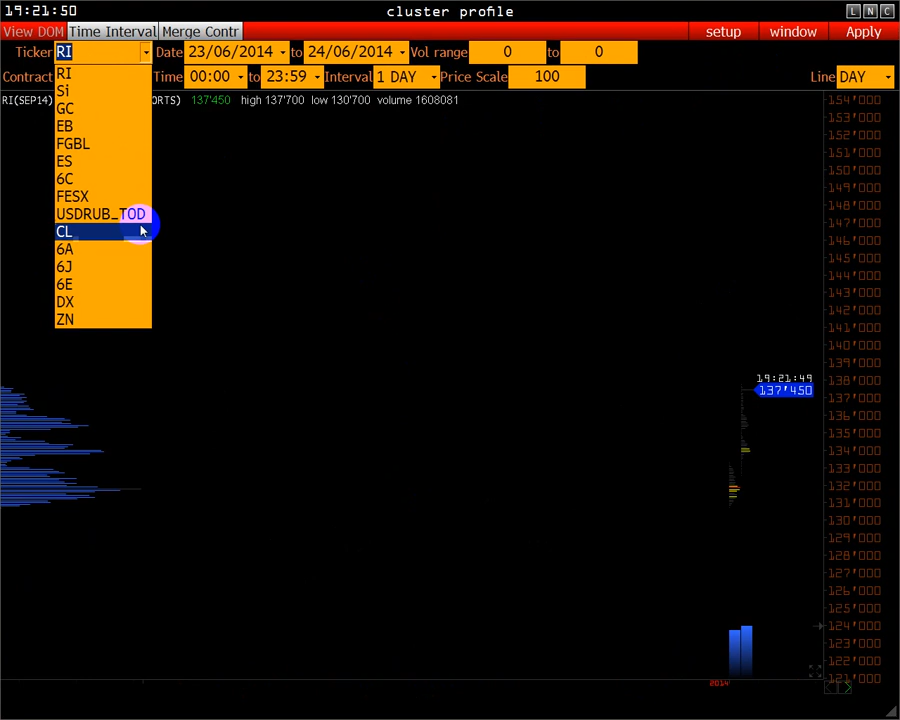 19:21:50 cluster profile L N C
View DOM Time Interval Merge Contr setup window Apply
Ticker RI Date 23/06/2014 to 24/06/2014 Vol range 0 to 0
Contract Time 00:00 to 23:59 Interval 1 DAY Price Scale 100 Line DAY
RI(SEP14) ORTS) 137'450 high 137'700 low 130'700 volume 1608081
RI
Si
GC
EB
FGBL
ES
6C
FESX
USDRUB_TOD
CL
6A
6J
6E
DX
ZN
154'000
153'000
152'000
151'000
150'000
149'000
148'000
147'000
146'000
145'000
144'000
143'000
142'000
141'000
140'000
139'000
19:21:49 138'000
137'450
137'000
136'000
135'000
134'000
133'000
132'000
131'000
130'000
129'000
128'000
127'000
126'000
125'000
124'000
123'000
122'000
121'000
2014